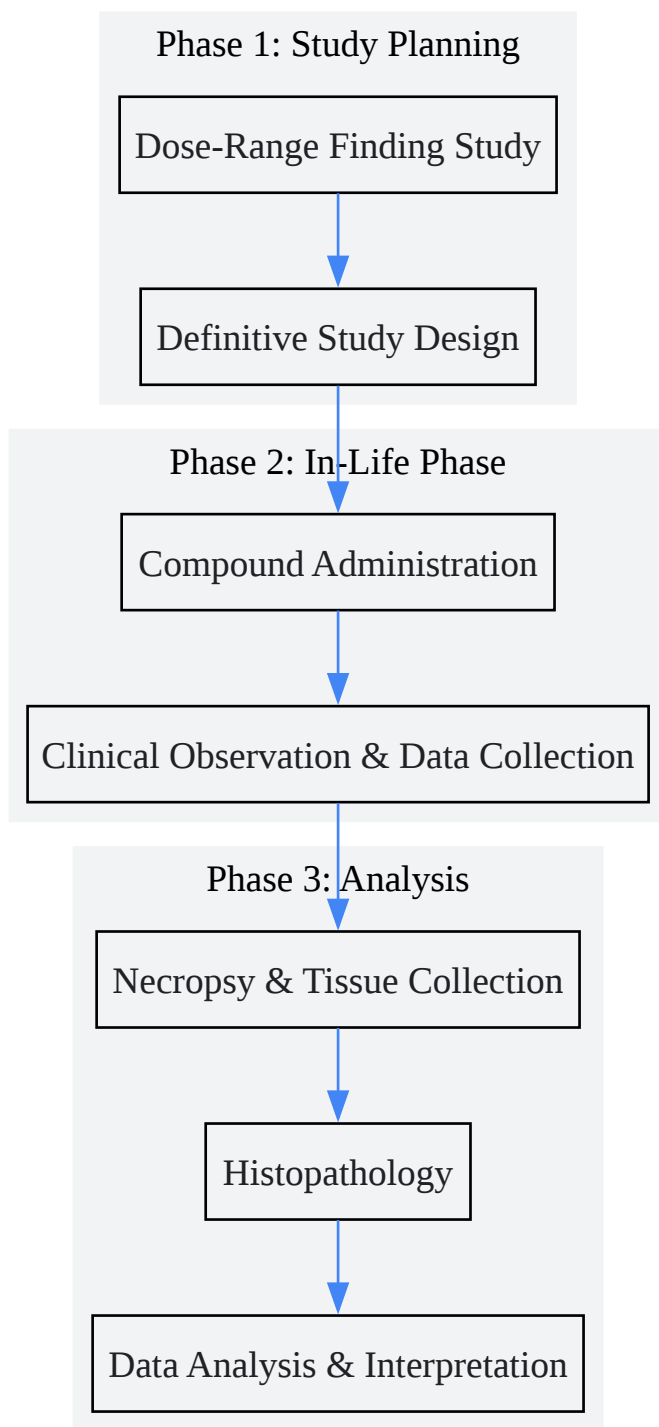 Phase 1: Study Planning
Dose-Range Finding Study
Definitive Study Design
Phase 2: In-Life Phase
Compound Administration
Clinical Observation & Data Collection
Phase 3: Analysis
Necropsy & Tissue Collection
Histopathology
Data Analysis & Interpretation